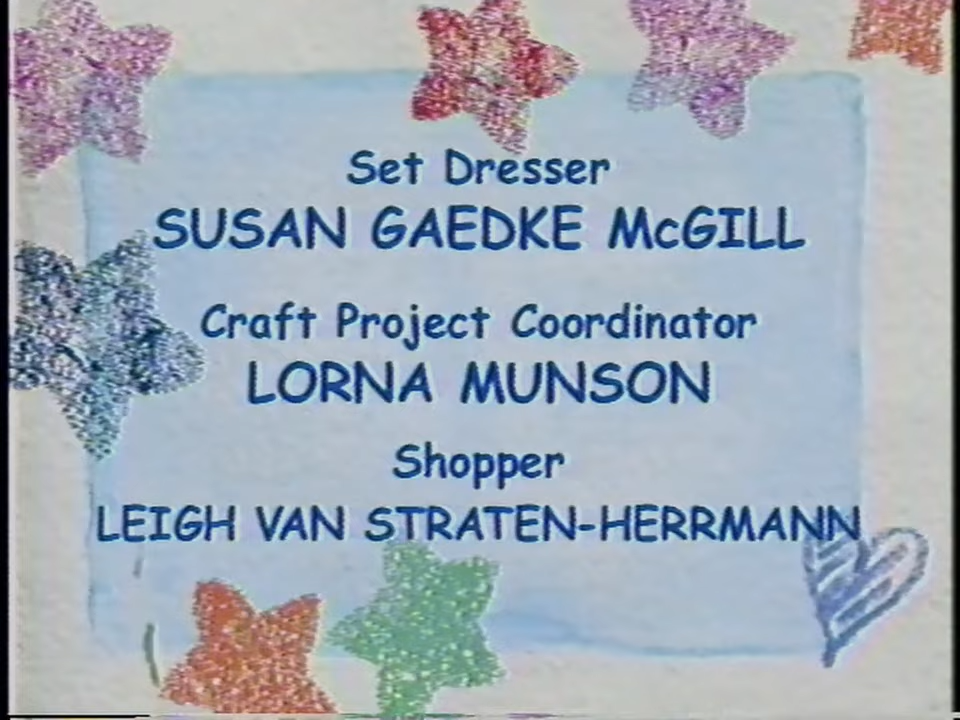 Set Dresser
SUSAN GAEDKE McGILL
Craft Project Coordinator
LORNA MUNSON
Shopper
LEIGH VAN STRATEN-HERRMANN